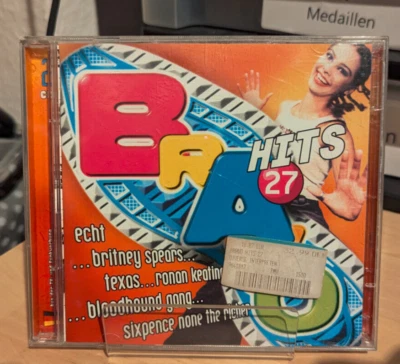 Medaillen
BRAVO
HITS
27
echt
...britney spears...
texas...ronan keating
...bloodhound gang...
sixpence none the richer